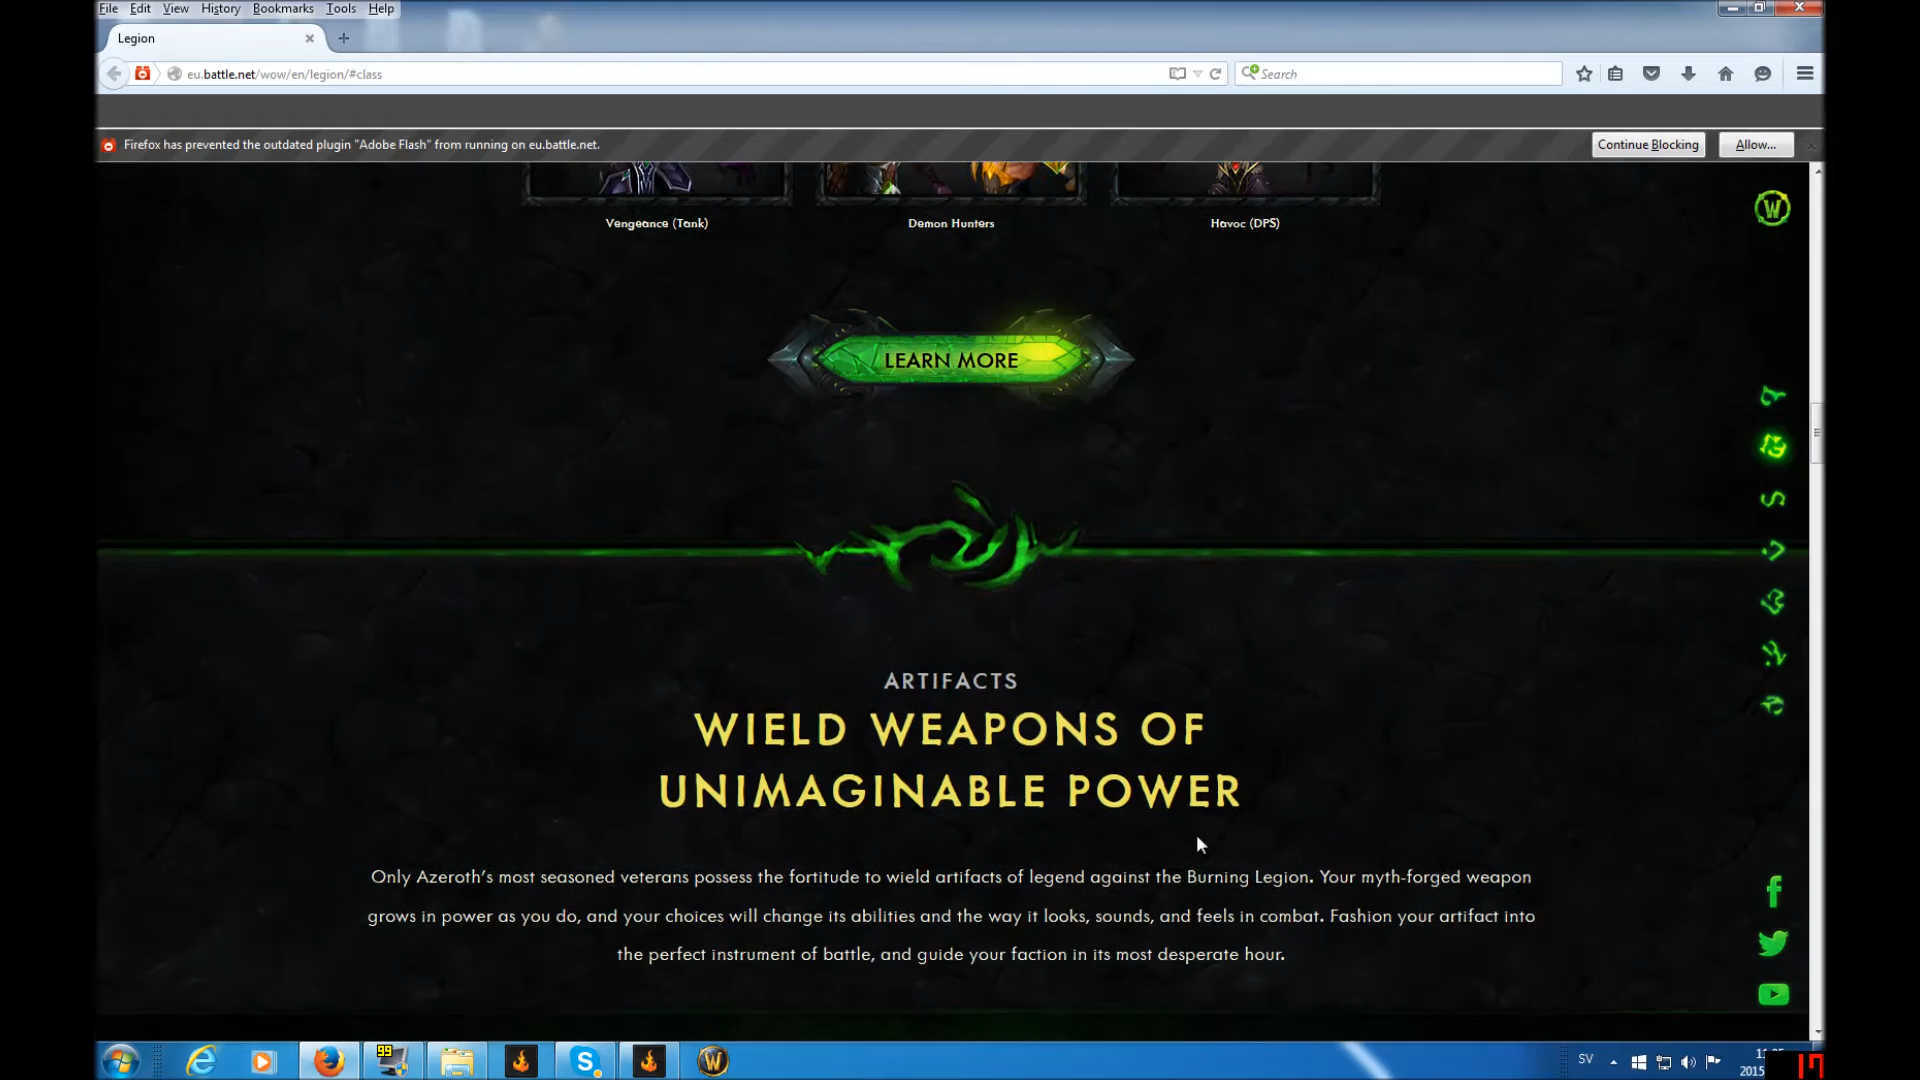 File Edit View History Bookmarks Tools Help
Legion
eu.battle.net/wow/en/legion/#class
Search
Firefox has prevented the outdated plugin "Adobe Flash" from running on eu.battle.net.
Continue Blocking
Allow...
Vengeance (Tank)
Demon Hunters
Havoc (DPS)
LEARN MORE
ARTIFACTS
WIELD WEAPONS OF
UNIMAGINABLE POWER
Only Azeroth's most seasoned veterans possess the fortitude to wield artifacts of legend against the Burning Legion. Your myth-forged weapon
grows in power as you do, and your choices will change its abilities and the way it looks, sounds, and feels in combat. Fashion your artifact into
the perfect instrument of battle, and guide your faction in its most desperate hour.
99
SV
2015